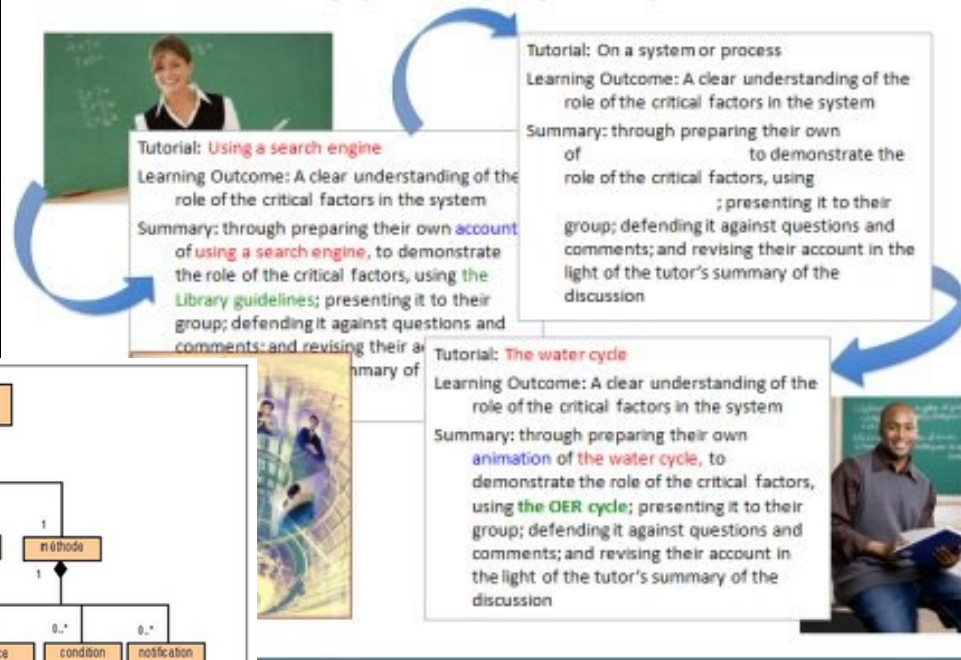 Tutorial: On a system or process
Learning Outcome: A clear understanding of the
role of the critical factors in the system
Summary: through preparing their own
of to demonstrate the
role of the critical factors, using
; presenting it to their
group; defending it against questions and
comments; and revising their account in the
light of the tutor's summary of the
discussion
Tutorial: Using a search engine
Learning Outcome: A clear understanding of the
role of the critical factors in the system
Summary: through preparing their own account
of using a search engine, to demonstrate
the role of the critical factors, using the
Library guidelines; presenting it to their
group; defending it against questions and
comments; and revising their
mmary of
Tutorial: The water cycle
Learning Outcome: A clear understanding of the
role of the critical factors in the system
Summary: through preparing their own
animation of the water cycle, to
demonstrate the role of the critical factors,
using the OER cycle; presenting it to their
group; defending it against questions and
comments; and revising their account in
the light of the tutor's summary of the
discussion
1
méthode
1
0..* 0..*
ce condition notification